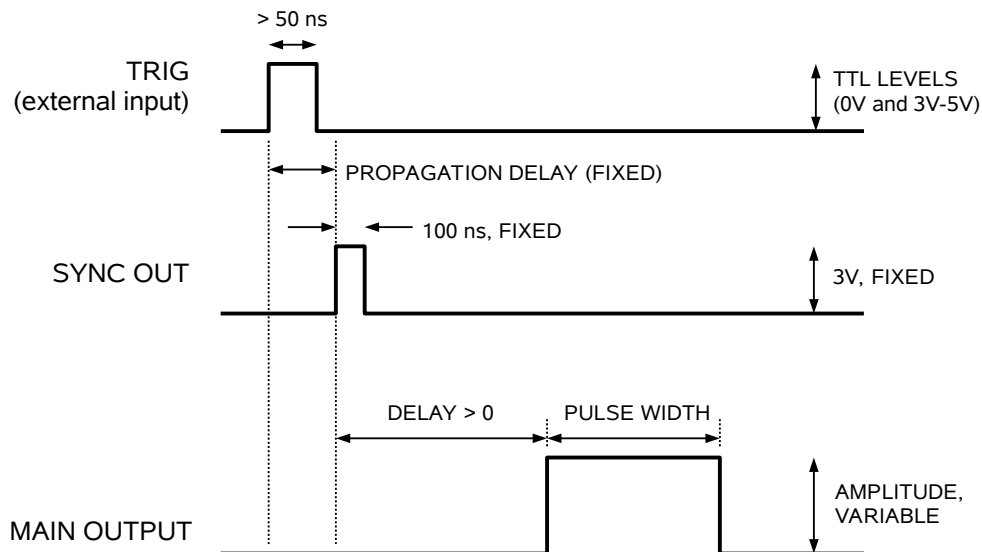 > 50 ns
TRIG
(external input)
TTL LEVELS
(0V and 3V-5V)
PROPAGATION DELAY (FIXED)
100 ns, FIXED
SYNC OUT
3V, FIXED
DELAY > 0
PULSE WIDTH
AMPLITUDE,
VARIABLE
MAIN OUTPUT